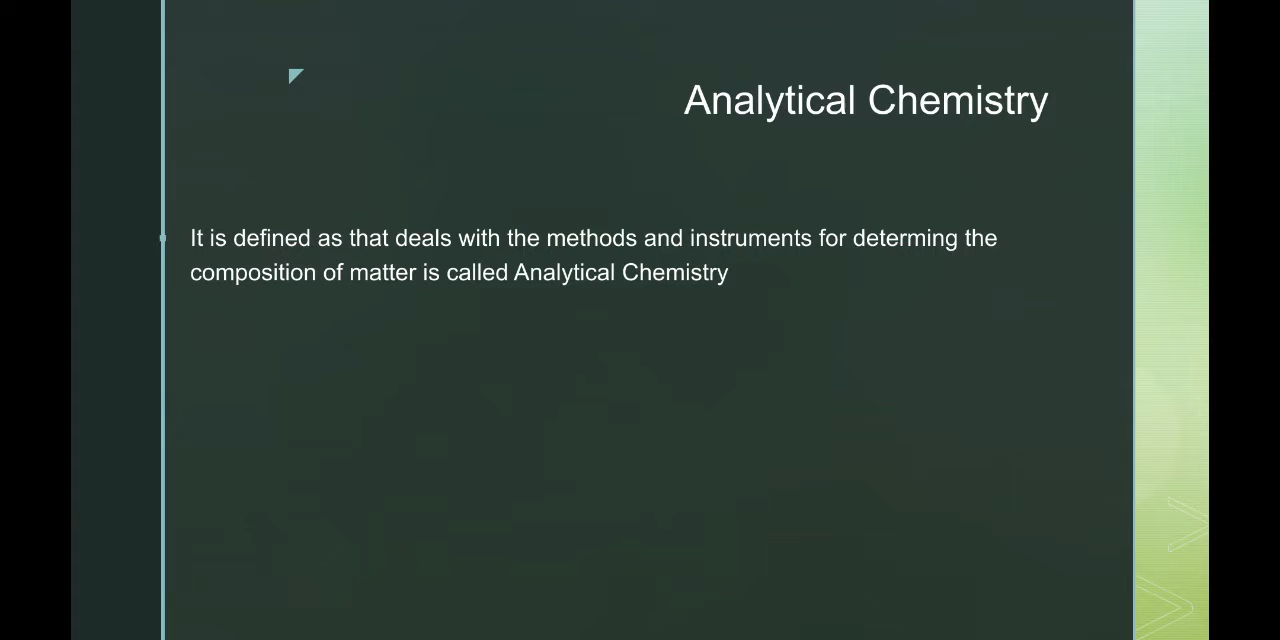 Analytical Chemistry
It is defined as that deals with the methods and instruments for determing the
composition of matter is called Analytical Chemistry